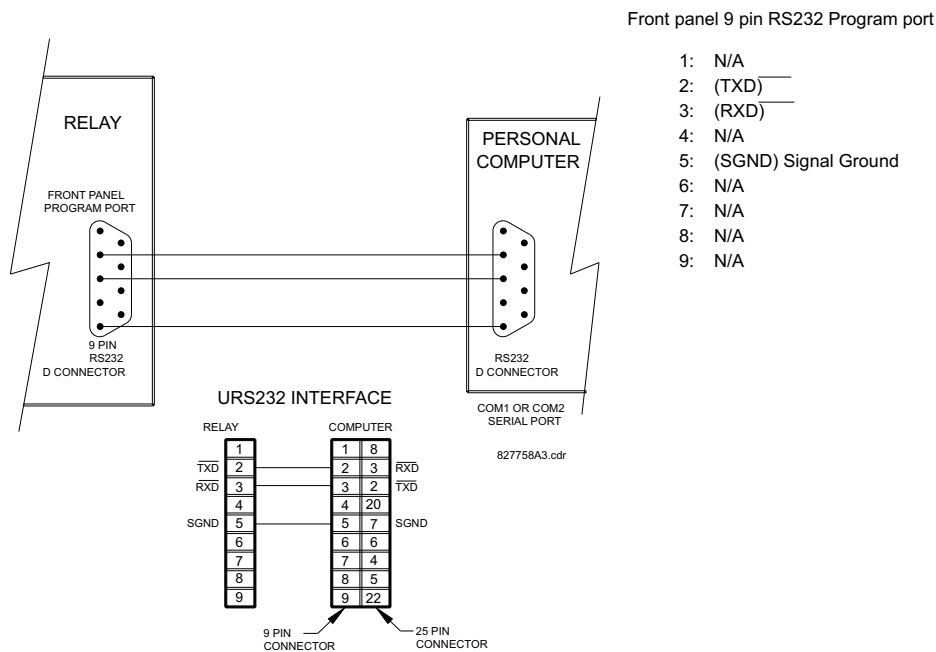 Front panel 9 pin RS232 Program port
1: N/A
2: (TXD)
3: (RXD)
4: N/A
5: (SGND) Signal Ground
6: N/A
7: N/A
8: N/A
9: N/A
RELAY
FRONT PANEL
PROGRAM PORT
9 PIN
RS232
D CONNECTOR
PERSONAL
COMPUTER
RS232
D CONNECTOR
COM1 OR COM2
SERIAL PORT
827758A3.cdr
URS232 INTERFACE
RELAY COMPUTER
1 1 8
TXD 2 2 3 RXD
RXD 3 3 2 TXD
4 4 20
SGND 5 5 7 SGND
6 6 6
7 7 4
8 8 5
9 9 22
9 PIN
CONNECTOR
25 PIN
CONNECTOR